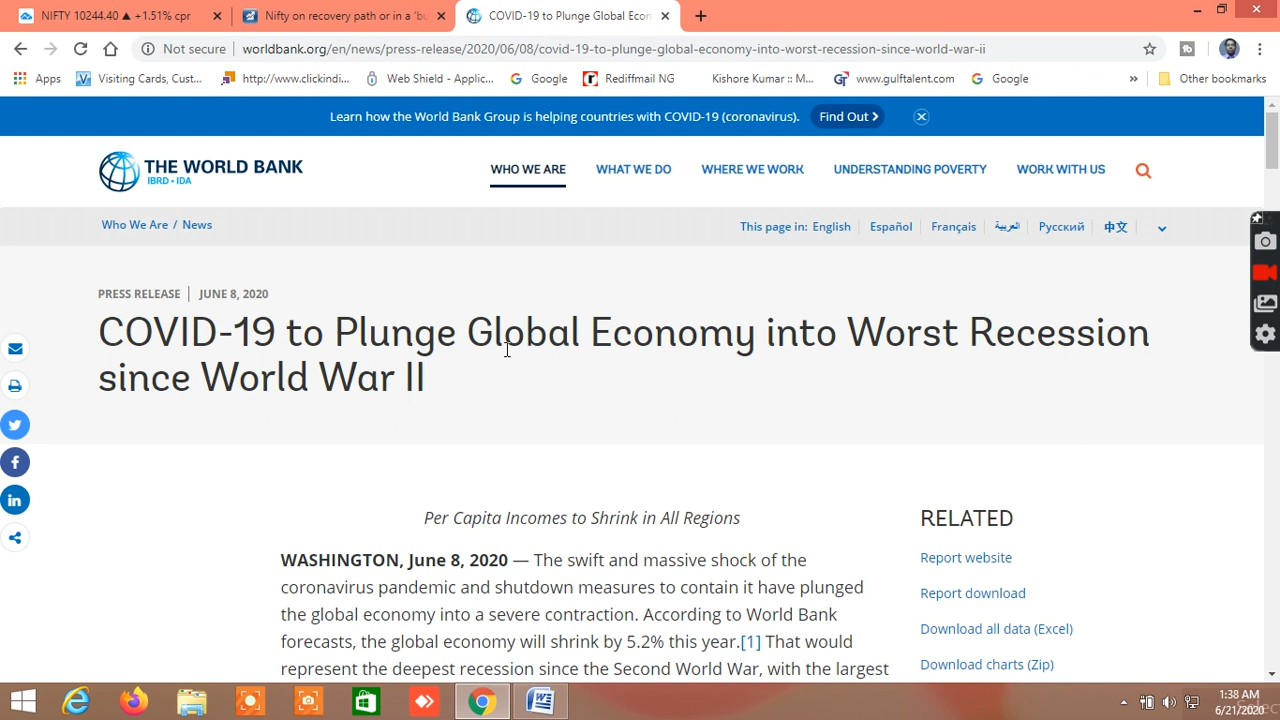 NIFTY 10244.40 ▲ +1.51% cpr
Nifty on recovery path or in a 'bu
COVID-19 to Plunge Global Econ
Not secure
worldbank.org/en/news/press-release/2020/06/08/covid-19-to-plunge-global-economy-into-worst-recession-since-world-war-ii
Apps
Visiting Cards, Cust...
http://www.clickindi...
Web Shield - Applic...
Google
Rediffmail NG
Kishore Kumar :: M...
www.gulftalent.com
Google
»
Other bookmarks
Learn how the World Bank Group is helping countries with COVID-19 (coronavirus).
Find Out
THE WORLD BANK
IBRD • IDA
WHO WE ARE
WHAT WE DO
WHERE WE WORK
UNDERSTANDING POVERTY
WORK WITH US
Who We Are / News
This page in: English
Español
Français
العربية
Русский
中文
PRESS RELEASE | JUNE 8, 2020
COVID-19 to Plunge Global Economy into Worst Recession
since World War II
Per Capita Incomes to Shrink in All Regions
WASHINGTON, June 8, 2020 — The swift and massive shock of the
coronavirus pandemic and shutdown measures to contain it have plunged
the global economy into a severe contraction. According to World Bank
forecasts, the global economy will shrink by 5.2% this year.[1] That would
represent the deepest recession since the Second World War, with the largest
RELATED
Report website
Report download
Download all data (Excel)
Download charts (Zip)
1:38 AM
6/21/2020